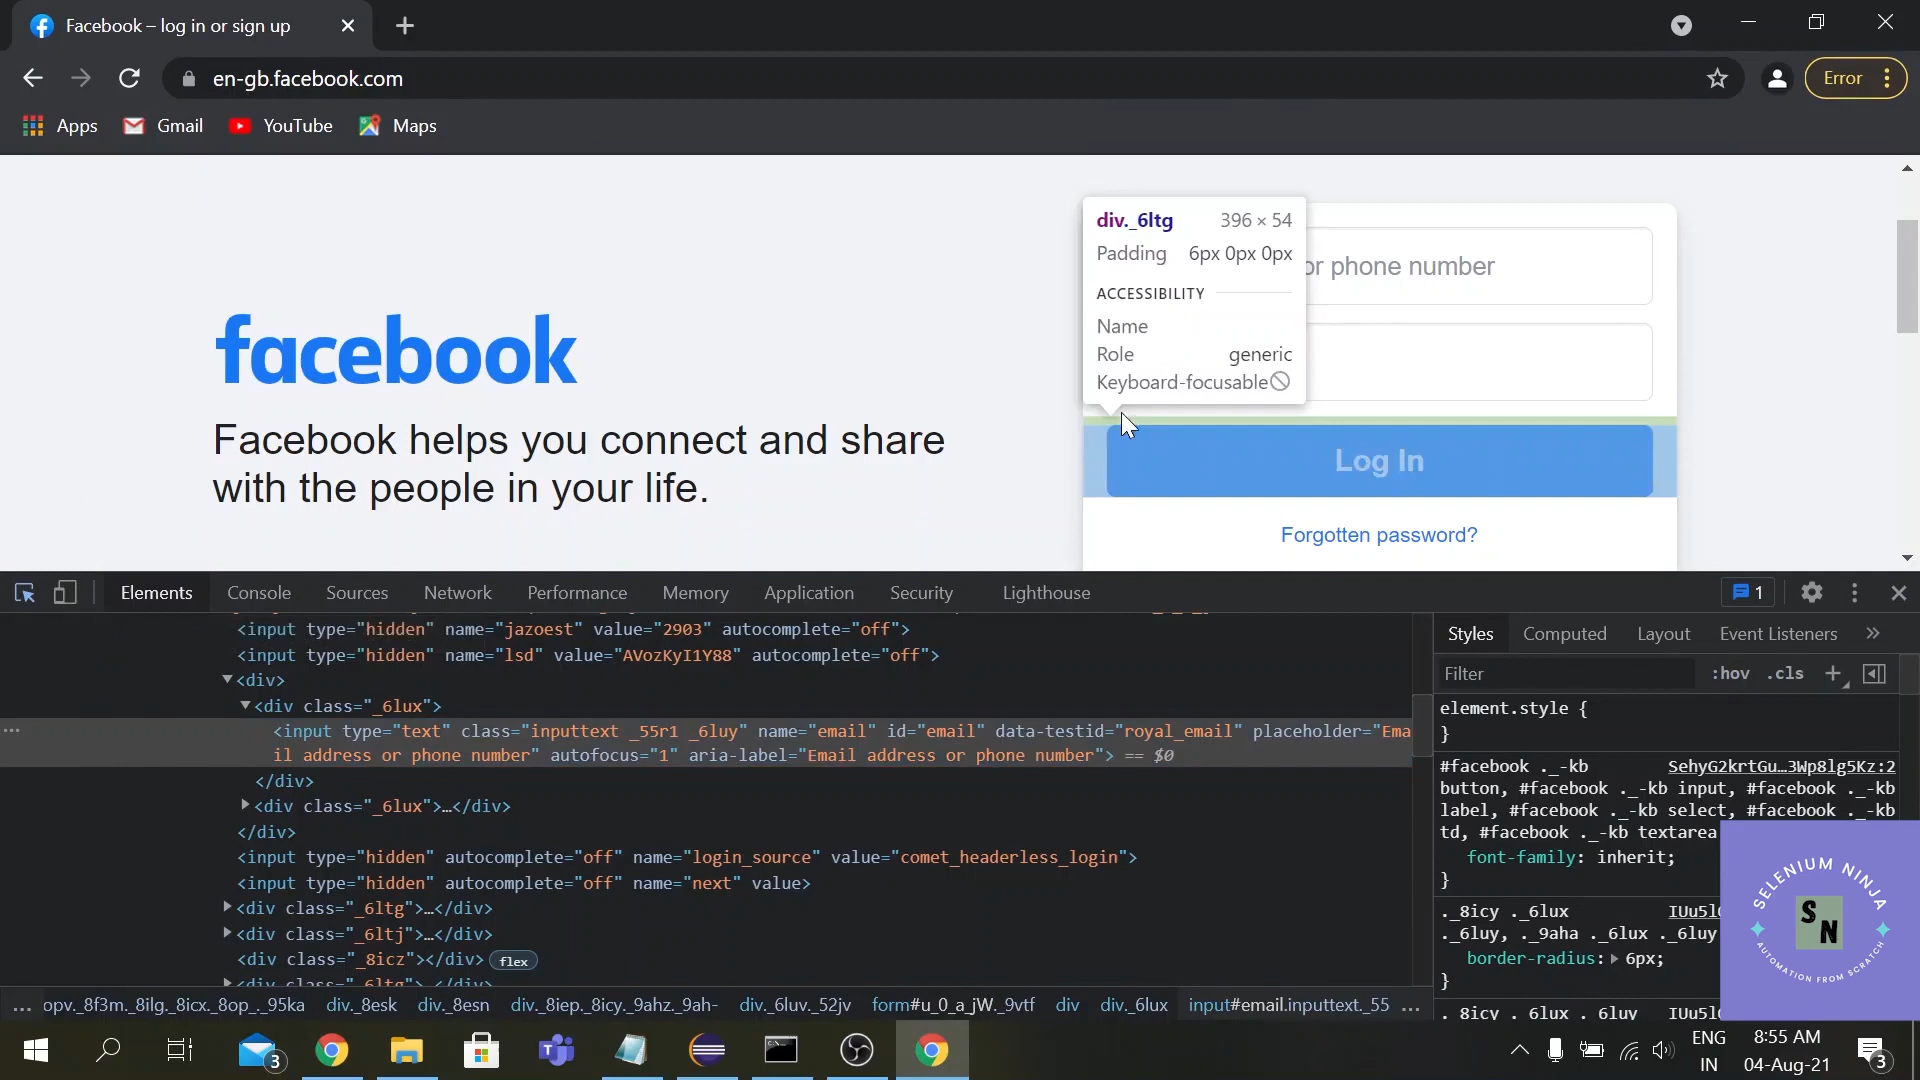 Facebook – log in or sign up
en-gb.facebook.com
Error
Apps
Gmail
YouTube
Maps
div._6ltg 396 × 54
Padding 6px 0px 0px
ACCESSIBILITY
Name
Role generic
Keyboard-focusable
or phone number
facebook
Facebook helps you connect and share
with the people in your life.
Log In
Forgotten password?
Elements
Console
Sources
Network
Performance
Memory
Application
Security
Lighthouse
1
<input type="hidden" name="jazoest" value="2903" autocomplete="off">
<input type="hidden" name="lsd" value="AVozKyI1Y88" autocomplete="off">
<div>
<div class="_6lux">
<input type="text" class="inputtext _55r1 _6luy" name="email" id="email" data-testid="royal_email" placeholder="Ema
il address or phone number" autofocus="1" aria-label="Email address or phone number"> == $0
</div>
<div class="_6lux">…</div>
</div>
<input type="hidden" autocomplete="off" name="login_source" value="comet_headerless_login">
<input type="hidden" autocomplete="off" name="next" value>
<div class="_6ltg">…</div>
<div class="_6ltj">…</div>
<div class="_8icz"></div> flex
<div class="_6ltg">…</div>
... opv._8f3m._8ilg._8icx._8op_._95ka div._8esk div._8esn div._8iep._8icy._9ahz._9ah- div._6luv._52jv form#u_0_a_jW._9vtf div div._6lux input#email.inputtext._55 ...
Styles
Computed
Layout
Event Listeners
»
Filter
:hov .cls
element.style {
}
#facebook ._-kb SehyG2krtGu…3Wp8lg5Kz:2
button, #facebook ._-kb input, #facebook ._-kb
label, #facebook ._-kb select, #facebook ._-kb
td, #facebook ._-kb textarea
font-family: inherit;
}
._8icy ._6lux
._6luy, ._9aha ._6lux ._6luy
border-radius: 6px;
}
._8icy ._6lux ._6luy
SELENIUM NINJA
SN
AUTOMATION FROM SCRATCH
3
ENG
IN
8:55 AM
04-Aug-21
3